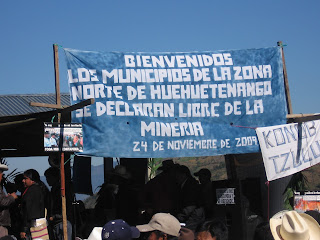 BIENVENIDOS
LOS MUNICIPIOS DE LA ZONA
NORTE DE HUEHUETENANGO
SE DECLARAN LIBRE DE LA
MINERIA
24 DE NOVIEMBRE DE 2009